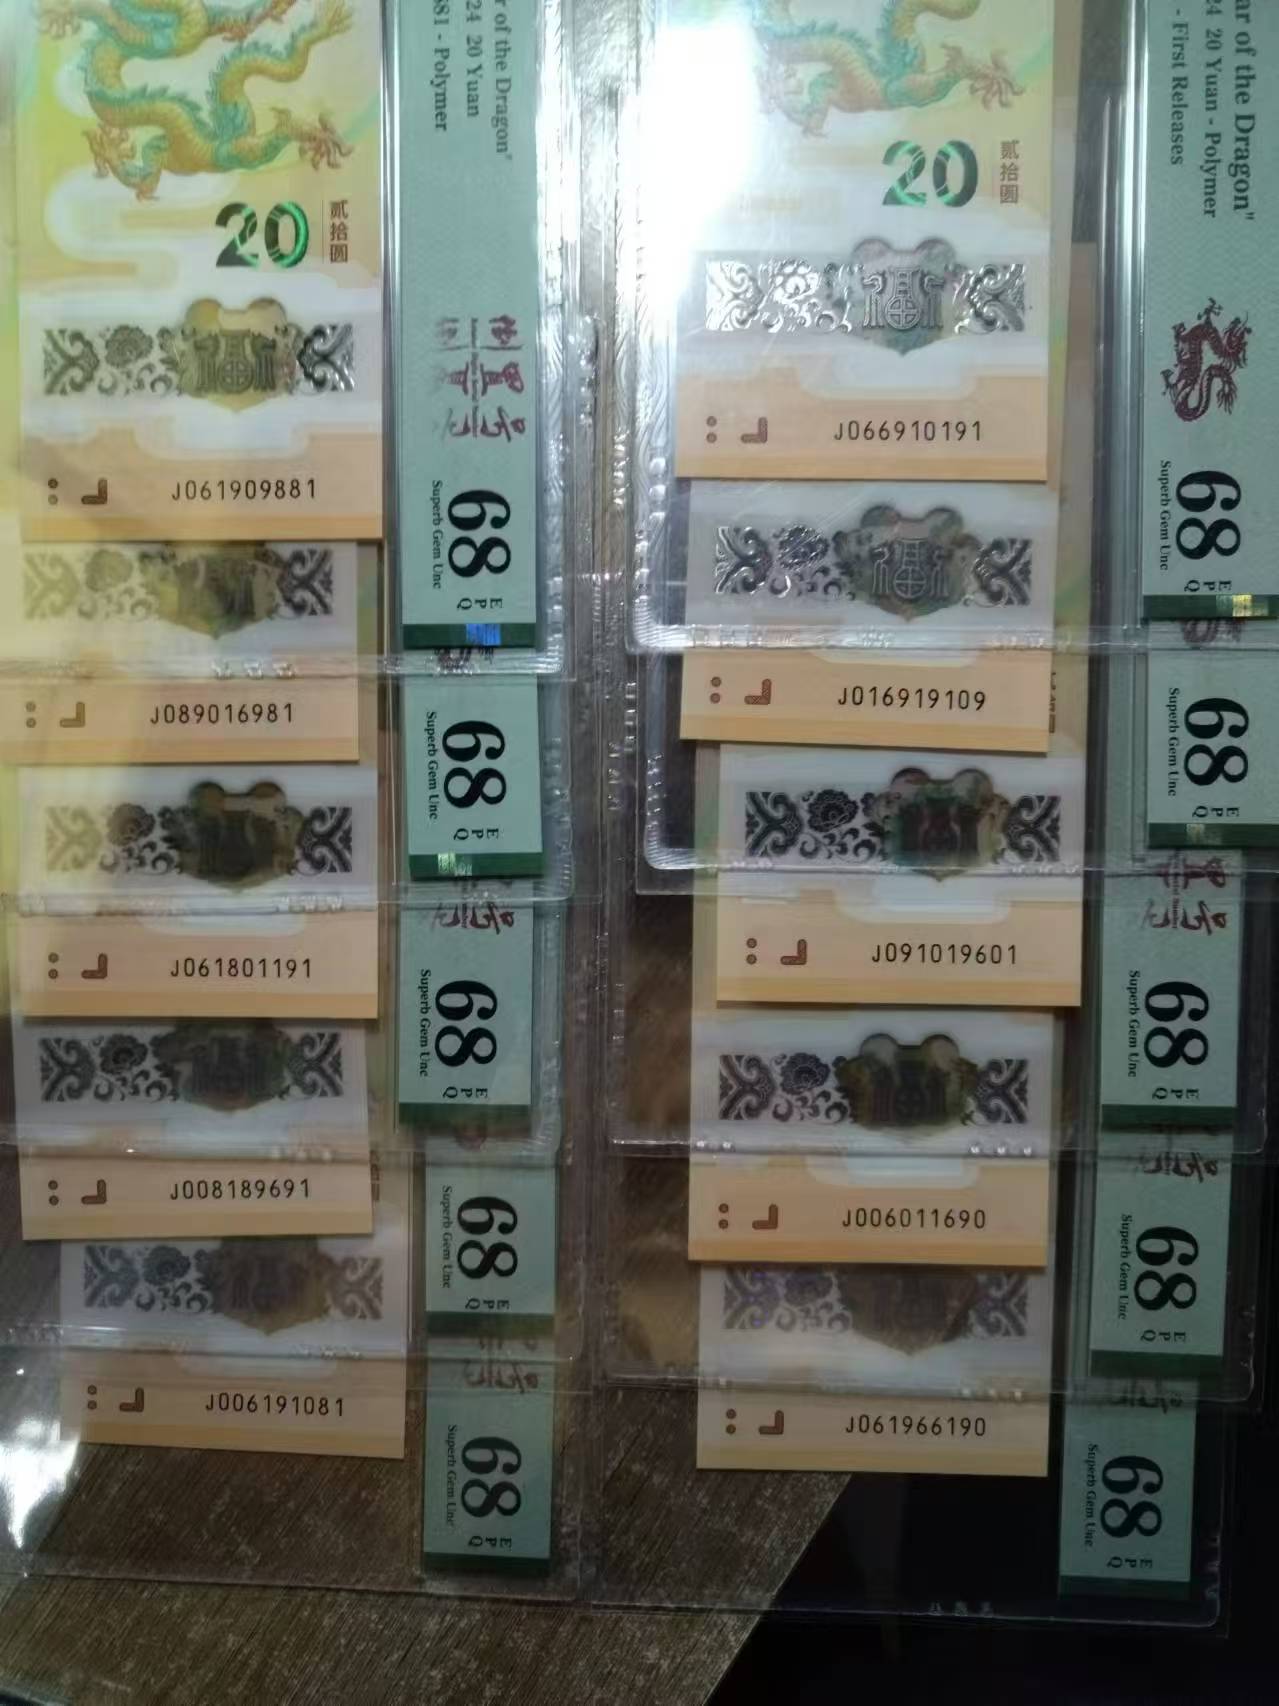 r of the Dragon"
24 20 Yuan
681 - Polymer
20
贰拾圆
J061909881
68
EPQ
Superb Gem Unc
J089016981
68
EPQ
Superb Gem Unc
J061801191
68
EPQ
Superb Gem Unc
J008189691
68
EPQ
Superb Gem Unc
J006191081
68
EPQ
Superb Gem Unc
ar of the Dragon"
24 20 Yuan - Polymer
- First Releases
20
贰拾圆
福
J066910191
68
EPQ
Superb Gem Unc
福
J016919109
68
EPQ
Superb Gem Unc
J091019601
68
EPQ
Superb Gem Unc
J006011690
68
EPQ
Superb Gem Unc
J061966190
68
EPQ
Superb Gem Unc